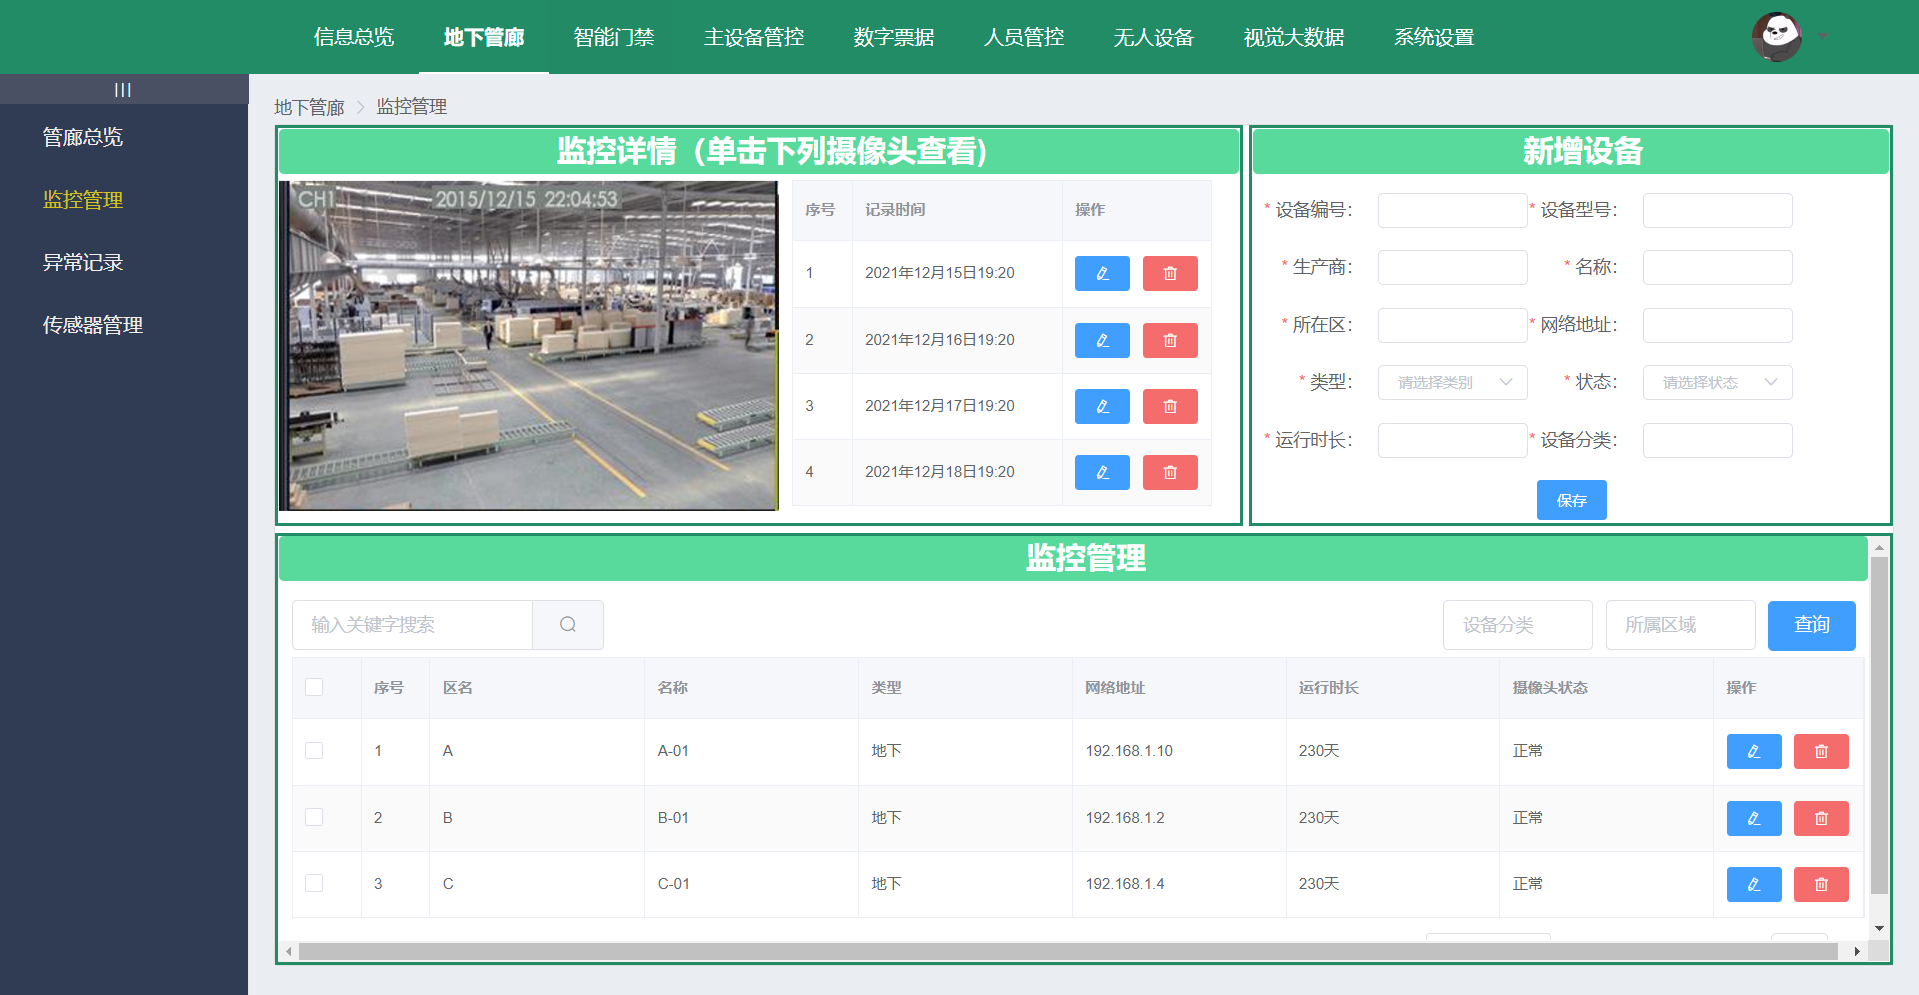 信息总览 地下管廊 智能门禁 主设备管控 数字票据 人员管控 无人设备 视觉大数据 系统设置
管廊总览
监控管理
异常记录
传感器管理
地下管廊 > 监控管理
监控详情（单击下列摄像头查看)
CH1 2015/12/15 22:04:53
序号 记录时间 操作
1 2021年12月15日19:20
2 2021年12月16日19:20
3 2021年12月17日19:20
4 2021年12月18日19:20
新增设备
* 设备编号： * 设备型号：
* 生产商： * 名称：
* 所在区： * 网络地址：
* 类型： 请选择类别 * 状态： 请选择状态
* 运行时长： * 设备分类：
保存
监控管理
输入关键字搜索 设备分类 所属区域 查询
序号 区名 名称 类型 网络地址 运行时长 摄像头状态 操作
1 A A-01 地下 192.168.1.10 230天 正常
2 B B-01 地下 192.168.1.2 230天 正常
3 C C-01 地下 192.168.1.4 230天 正常